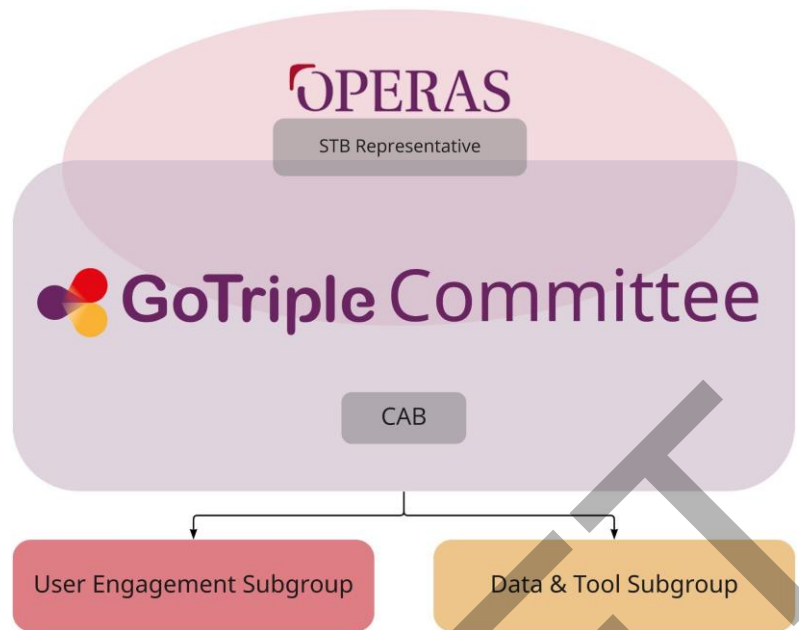 OPERAS
STB Representative
GoTriple Committee
CAB
User Engagement Subgroup
Data & Tool Subgroup